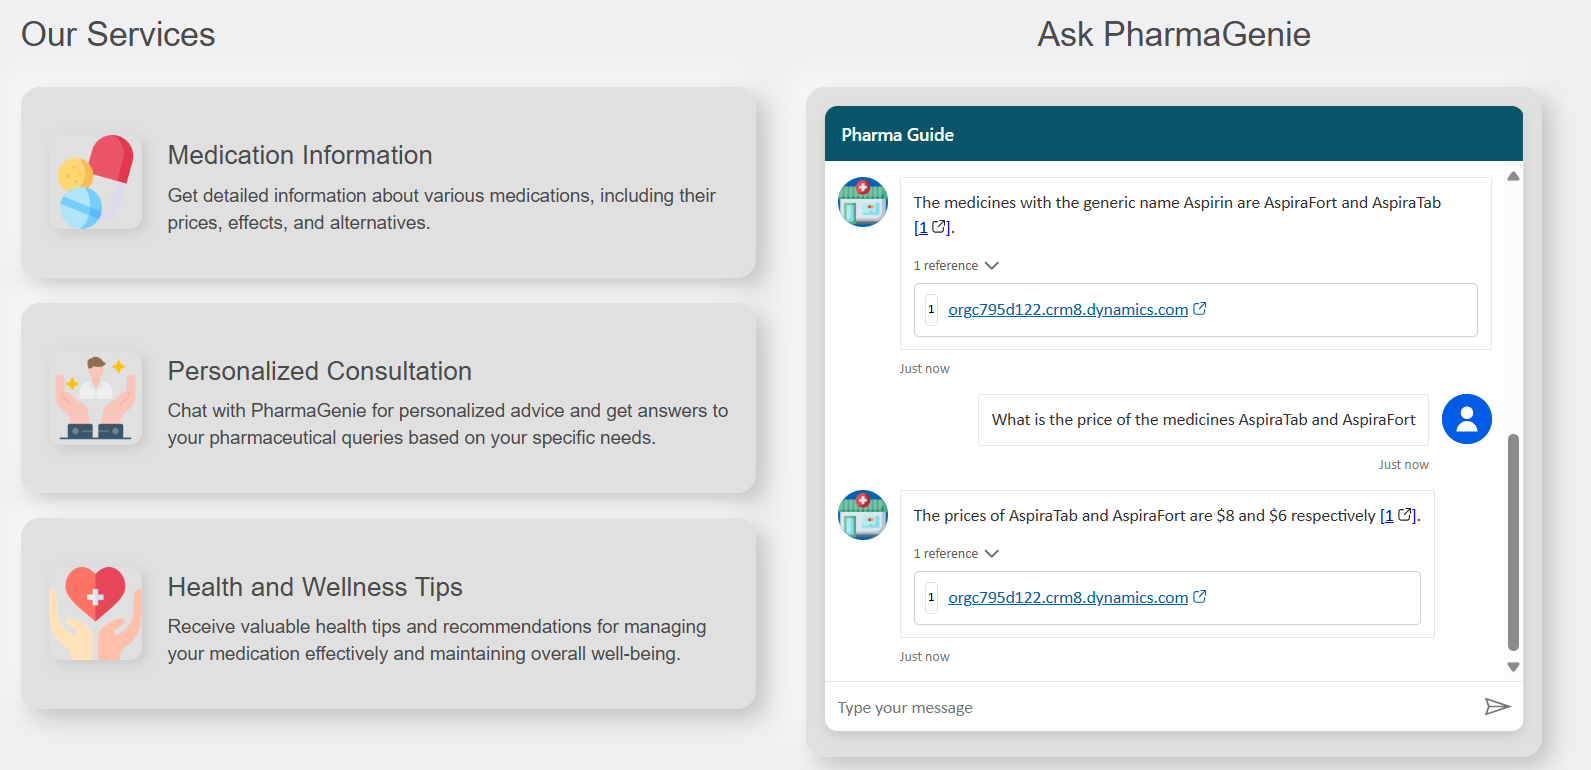 Our Services
Medication Information
Get detailed information about various medications, including their
prices, effects, and alternatives.
Personalized Consultation
Chat with PharmaGenie for personalized advice and get answers to
your pharmaceutical queries based on your specific needs.
Health and Wellness Tips
Receive valuable health tips and recommendations for managing
your medication effectively and maintaining overall well-being.
Ask PharmaGenie
Pharma Guide
The medicines with the generic name Aspirin are AspiraFort and AspiraTab
[1].
1 reference
1 orgc795d122.crm8.dynamics.com
Just now
What is the price of the medicines AspiraTab and AspiraFort
Just now
The prices of AspiraTab and AspiraFort are $8 and $6 respectively [1].
1 reference
1 orgc795d122.crm8.dynamics.com
Just now
Type your message